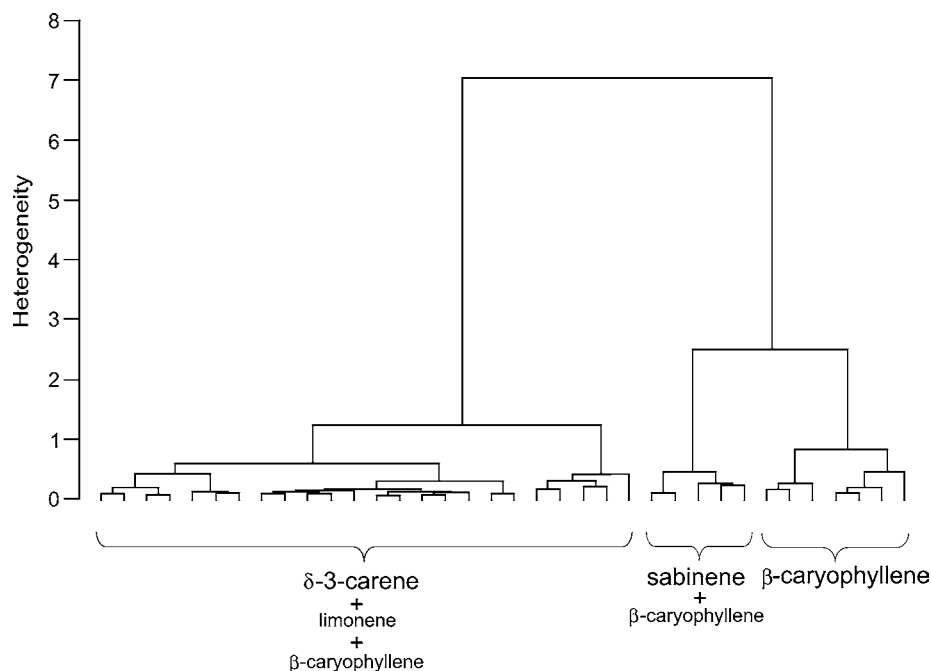 8
7
6
5
4
3
2
1
0
Heterogeneity
δ-3-carene
+
limonene
+
β-caryophyllene
sabinene
+
β-caryophyllene
β-caryophyllene